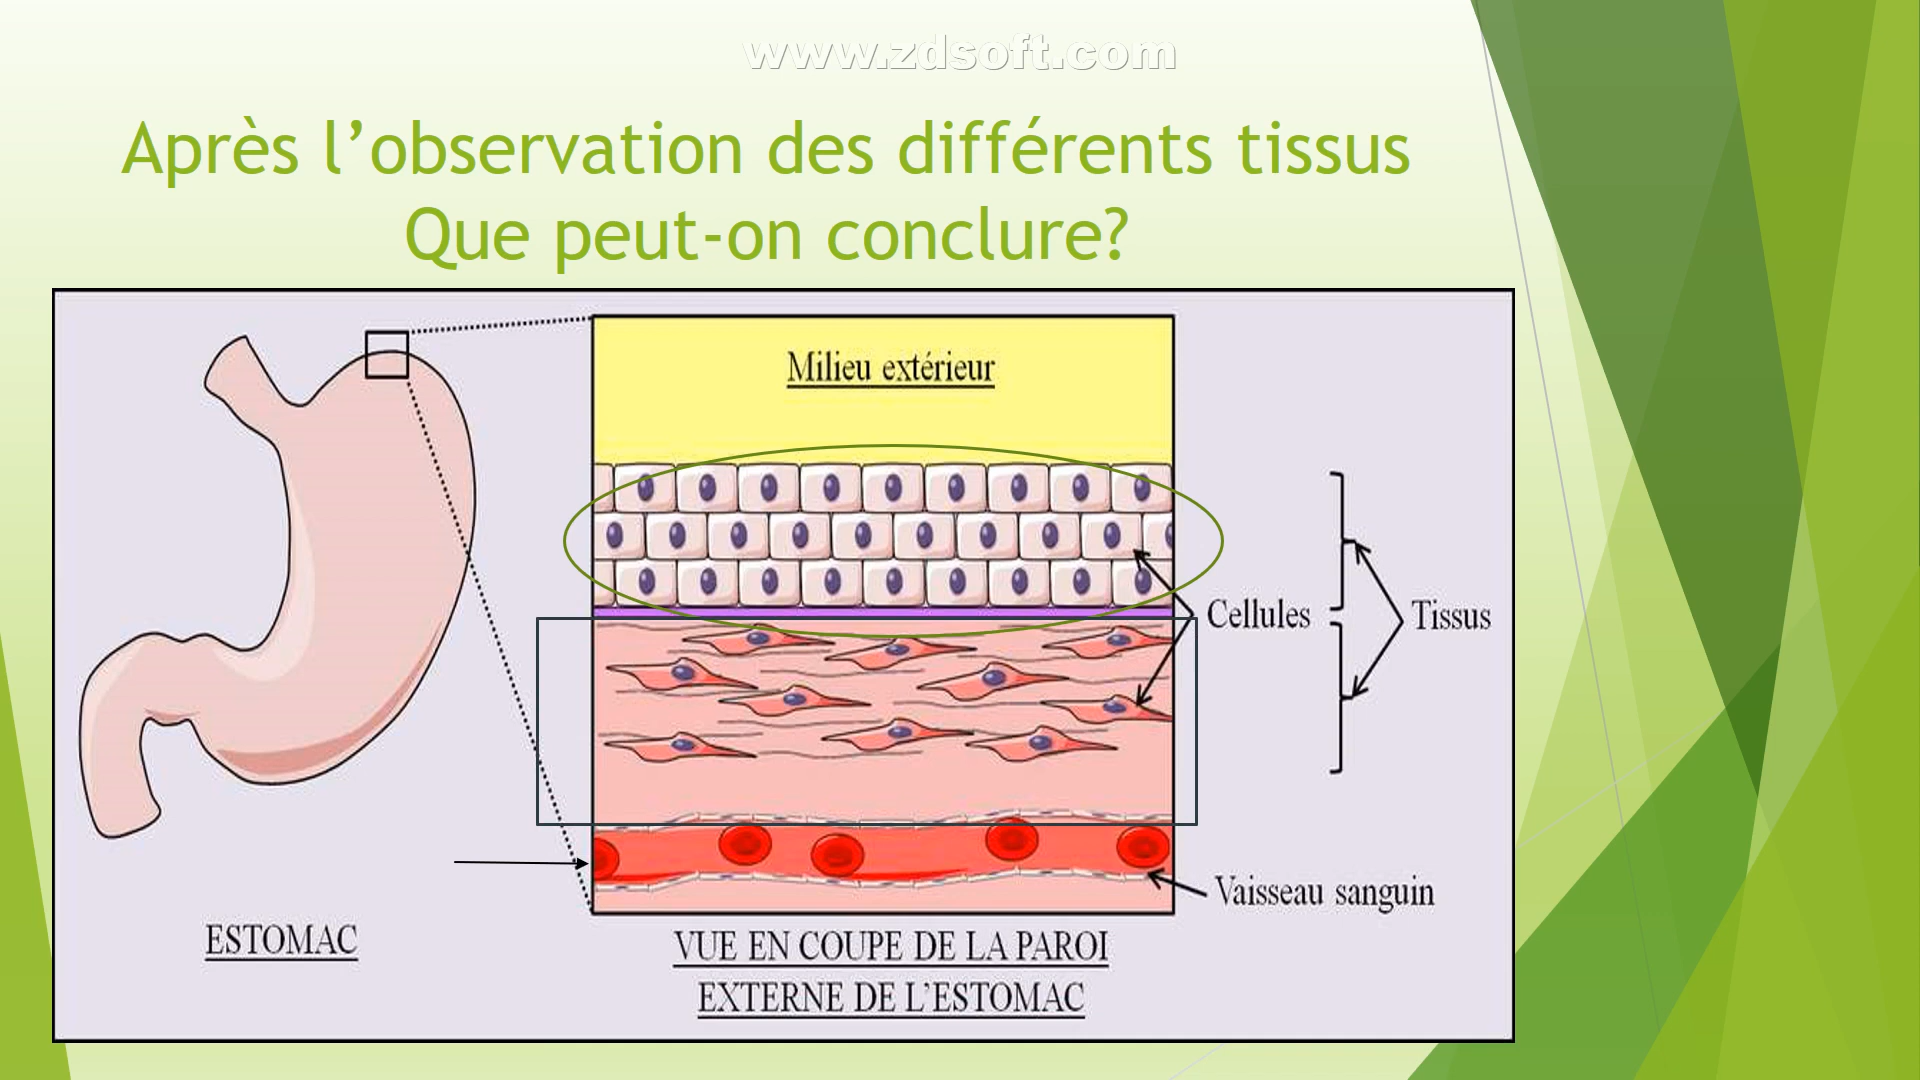 www.zdsoft.com
Après l’observation des différents tissus
Que peut-on conclure?
Milieu extérieur
Cellules
Tissus
Vaisseau sanguin
ESTOMAC
VUE EN COUPE DE LA PAROI
EXTERNE DE L’ESTOMAC